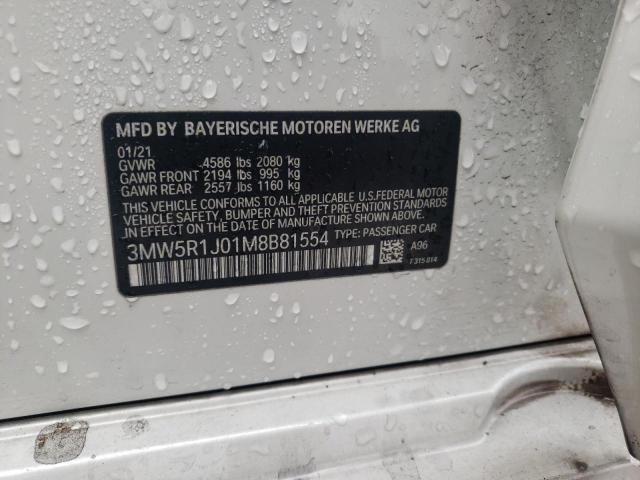 MFD BY BAYERISCHE MOTOREN WERKE AG
01/21
GVWR 4586 lbs 2080 kg
GAWR FRONT 2194 lbs 995 kg
GAWR REAR 2557 lbs 1160 kg
THIS VEHICLE CONFORMS TO ALL APPLICABLE U.S.FEDERAL MOTOR
VEHICLE SAFETY, BUMPER, AND THEFT PREVENTION STANDARDS
IN EFFECT ON THE DATE OF MANUFACTURE SHOWN ABOVE.
3MW5R1J01M8B81554 TYPE: PASSENGER CAR
A96
7315 814